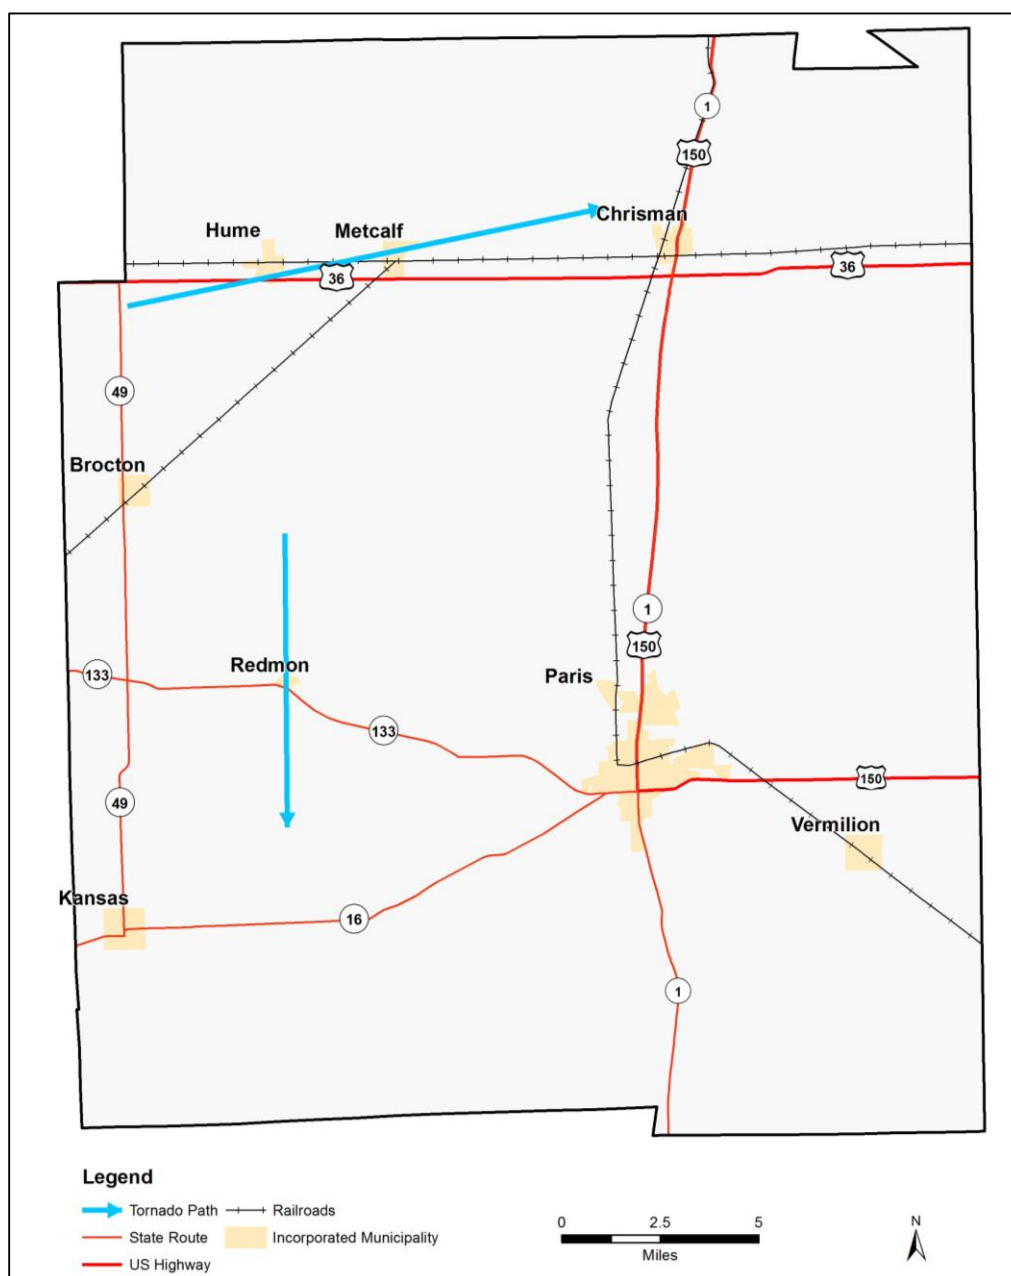 1
150
Chrisman
Hume
Metcalf
36
36
49
Brocton
1
150
Redmon
133
Paris
133
150
49
Vermilion
Kansas
16
1
Legend
Tornado Path
Railroads
State Route
Incorporated Municipality
US Highway
0 2.5 5
Miles
N